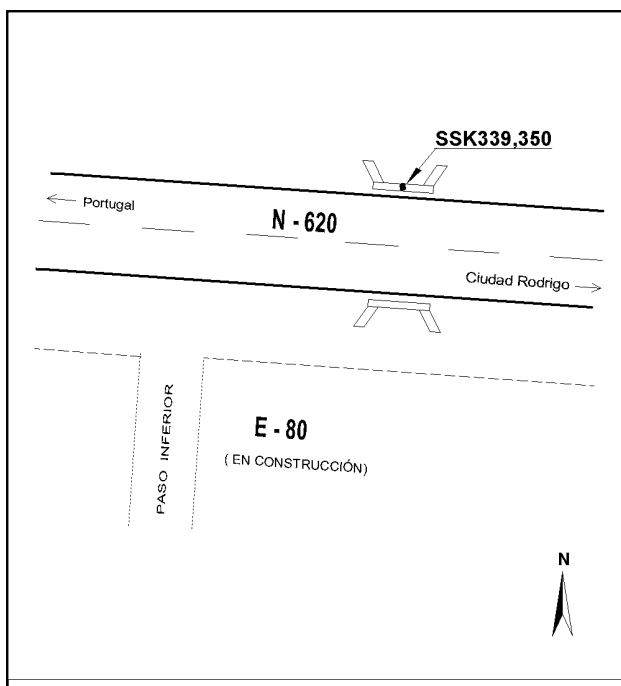 SSK339,350
Portugal
N - 620
Ciudad Rodrigo
PASO INFERIOR
E - 80
( EN CONSTRUCCIÓN)
N